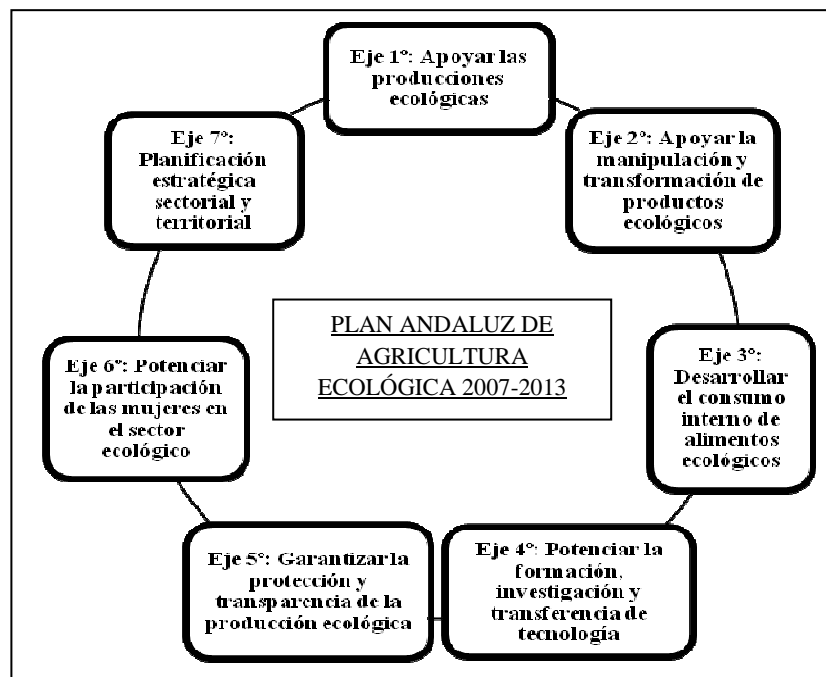 Eje 1º: Apoyar las
producciones
ecológicas
Eje 2º: Apoyar la
manipulación y
transformación de
productos
ecológicos
Eje 3º:
Desarrollar
el consumo
interno de
alimentos
ecológicos
Eje 4º: Potenciar la
formación,
investigación y
transferencia de
tecnología
Eje 5º: Garantizar la
protección y
transparencia de la
producción ecológica
Eje 6º: Potenciar
la participación
de las mujeres en
el sector
ecológico
Eje 7º:
Planificación
estratégica
sectorial y
territorial
PLAN ANDALUZ DE
AGRICULTURA
ECOLÓGICA 2007-2013